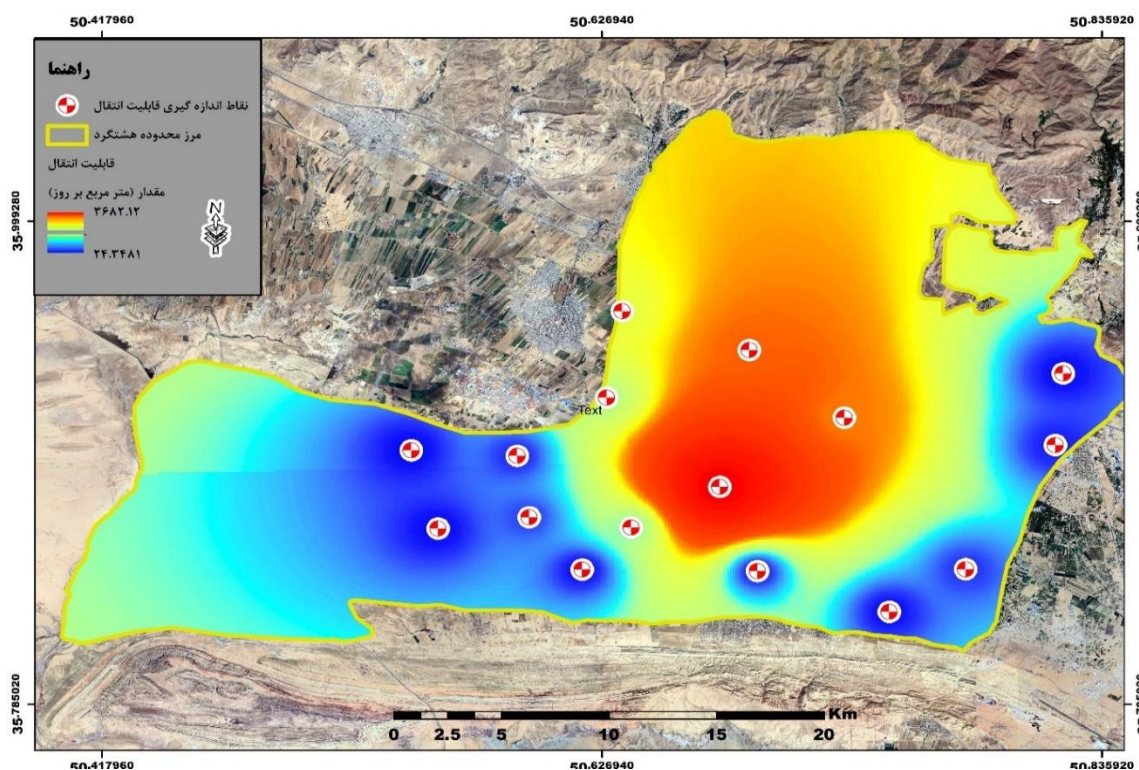 50.417960 50.626940 50.835920
راهنما
نقاط اندازه گیری قابلیت انتقال
مرز محدوده هشتگرد
قابلیت انتقال
مقدار (متر مربع بر روز)
۳۶۸۲.۱۲
۲۴.۳۴۸۱
N
35.999280
Text
35.785020
Km
0 2.5 5 10 15 20
50.417960 50.626940 50.835920